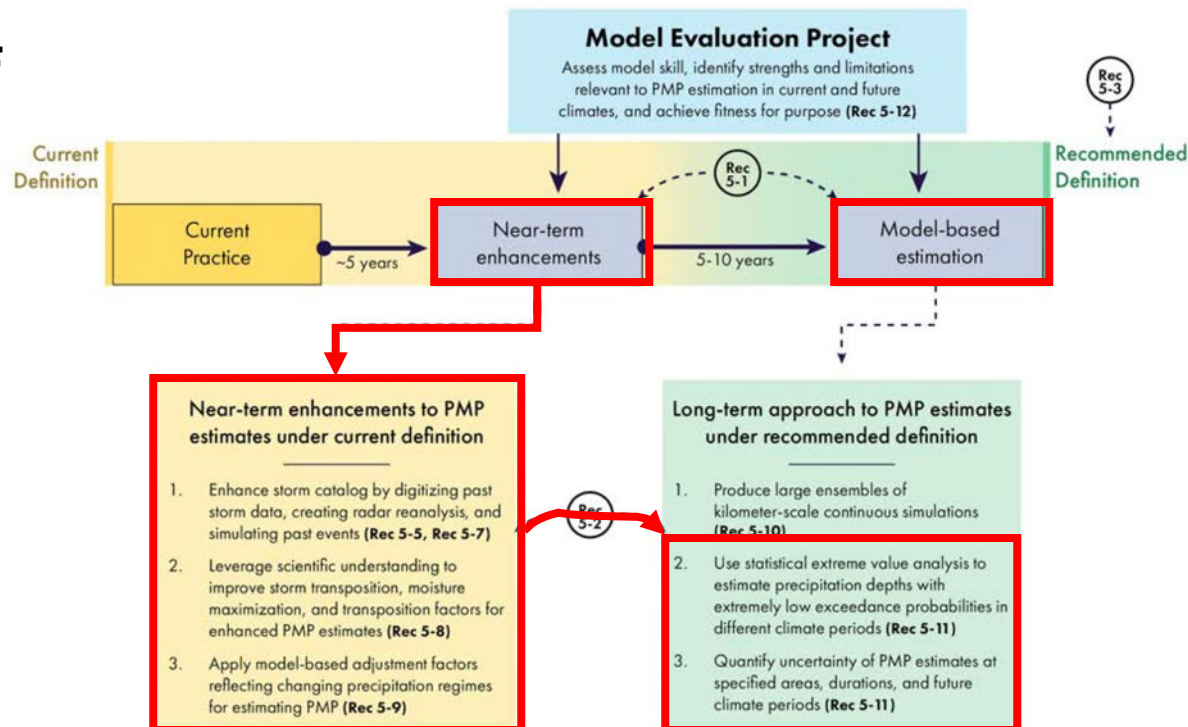 Model Evaluation Project
Assess model skill, identify strengths and limitations
relevant to PMP estimation in current and future
climates, and achieve fitness for purpose (Rec 5-12)
Rec
5-3
Current
Definition
Rec
5-1
Recommended
Definition
Current
Practice
~5 years
Near-term
enhancements
5-10 years
Model-based
estimation
Near-term enhancements to PMP
estimates under current definition
1. Enhance storm catalog by digitizing past
storm data, creating radar reanalysis, and
simulating past events (Rec 5-5, Rec 5-7)
2. Leverage scientific understanding to
improve storm transposition, moisture
maximization, and transposition factors for
enhanced PMP estimates (Rec 5-8)
3. Apply model-based adjustment factors
reflecting changing precipitation regimes
for estimating PMP (Rec 5-9)
Rec
5-2
Long-term approach to PMP estimates
under recommended definition
1. Produce large ensembles of
kilometer-scale continuous simulations
(Rec 5-10)
2. Use statistical extreme value analysis to
estimate precipitation depths with
extremely low exceedance probabilities in
different climate periods (Rec 5-11)
3. Quantify uncertainty of PMP estimates at
specified areas, durations, and future
climate periods (Rec 5-11)